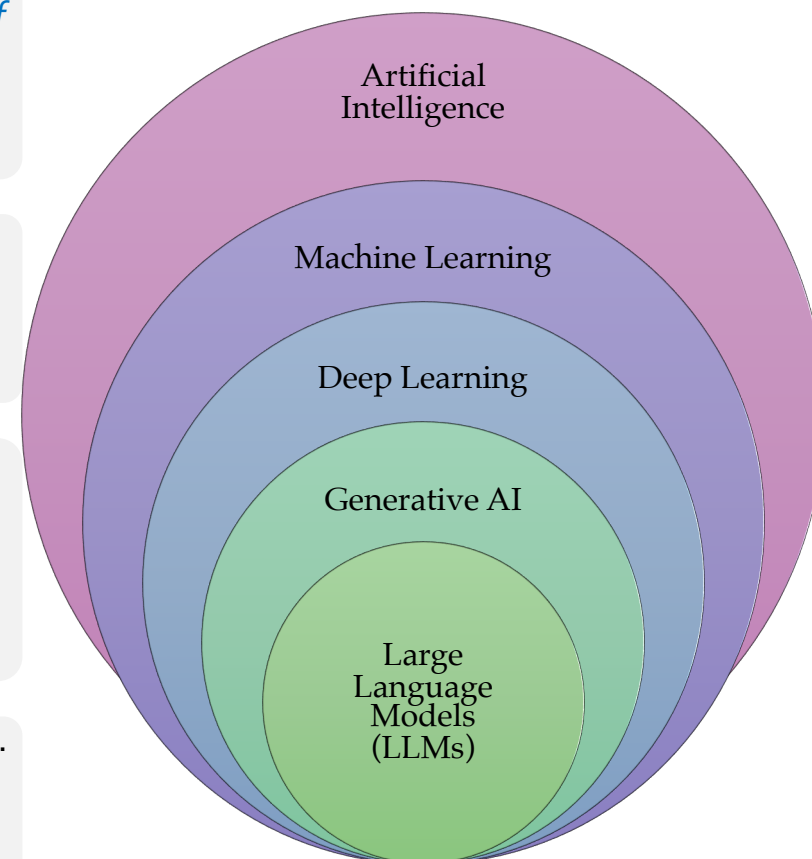 f
Artificial
Intelligence
Machine Learning
Deep Learning
Generative AI
Large
Language
Models
(LLMs)
.